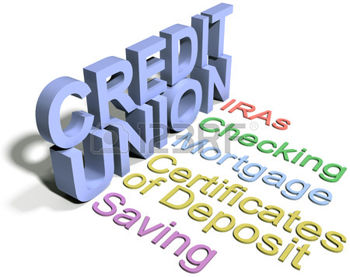 CREDIT
UNION
IRAs
Checking
Mortgage
Certificates
of Deposit
Saving